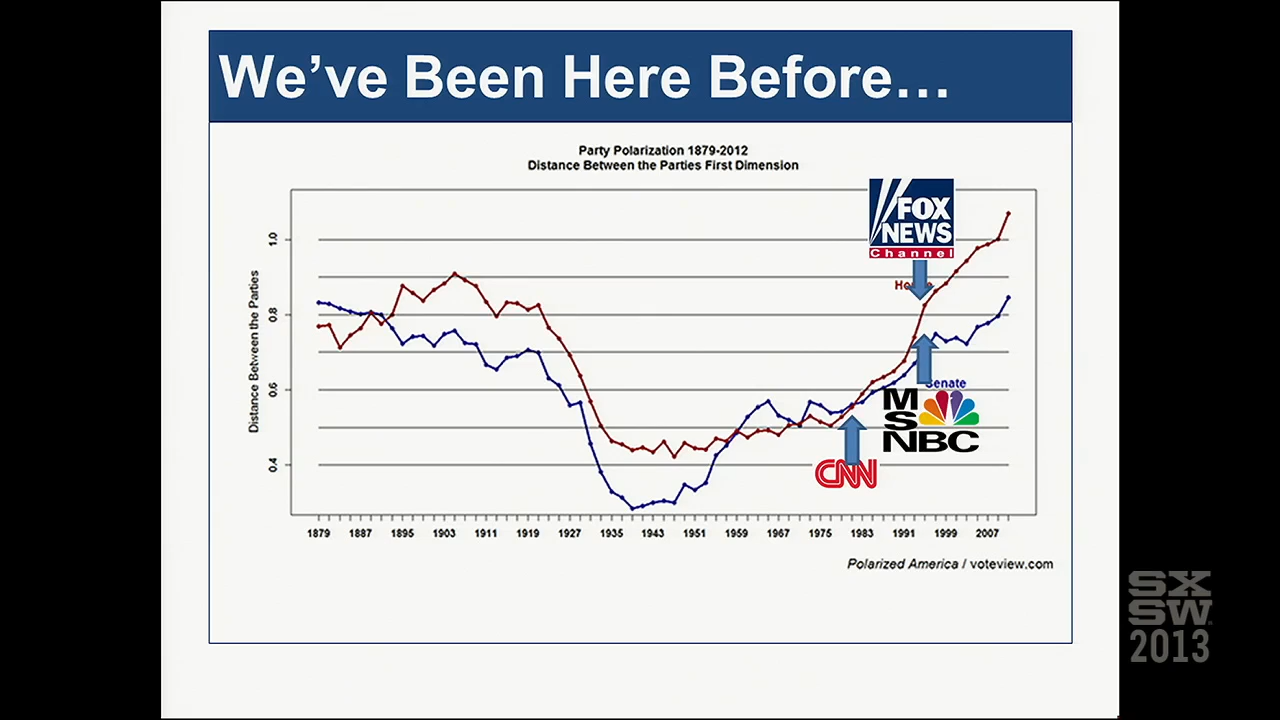 We've Been Here Before…
Party Polarization 1879-2012
Distance Between the Parties First Dimension
FOX
NEWS
Channel
House
Senate
MS
NBC
CNN
Distance Between the Parties
1.0
0.8
0.6
0.4
1879 1887 1895 1903 1911 1919 1927 1935 1943 1951 1959 1967 1975 1983 1991 1999 2007
Polarized America / voteview.com
SX
SW
2013